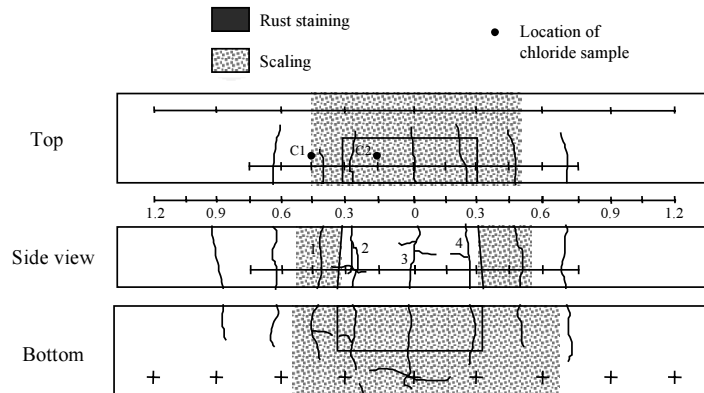 Rust staining
Scaling
Location of
chloride sample
Top
C1
C2
1.2 0.9 0.6 0.3 0 0.3 0.6 0.9 1.2
Side view
1 2 3 4
Bottom